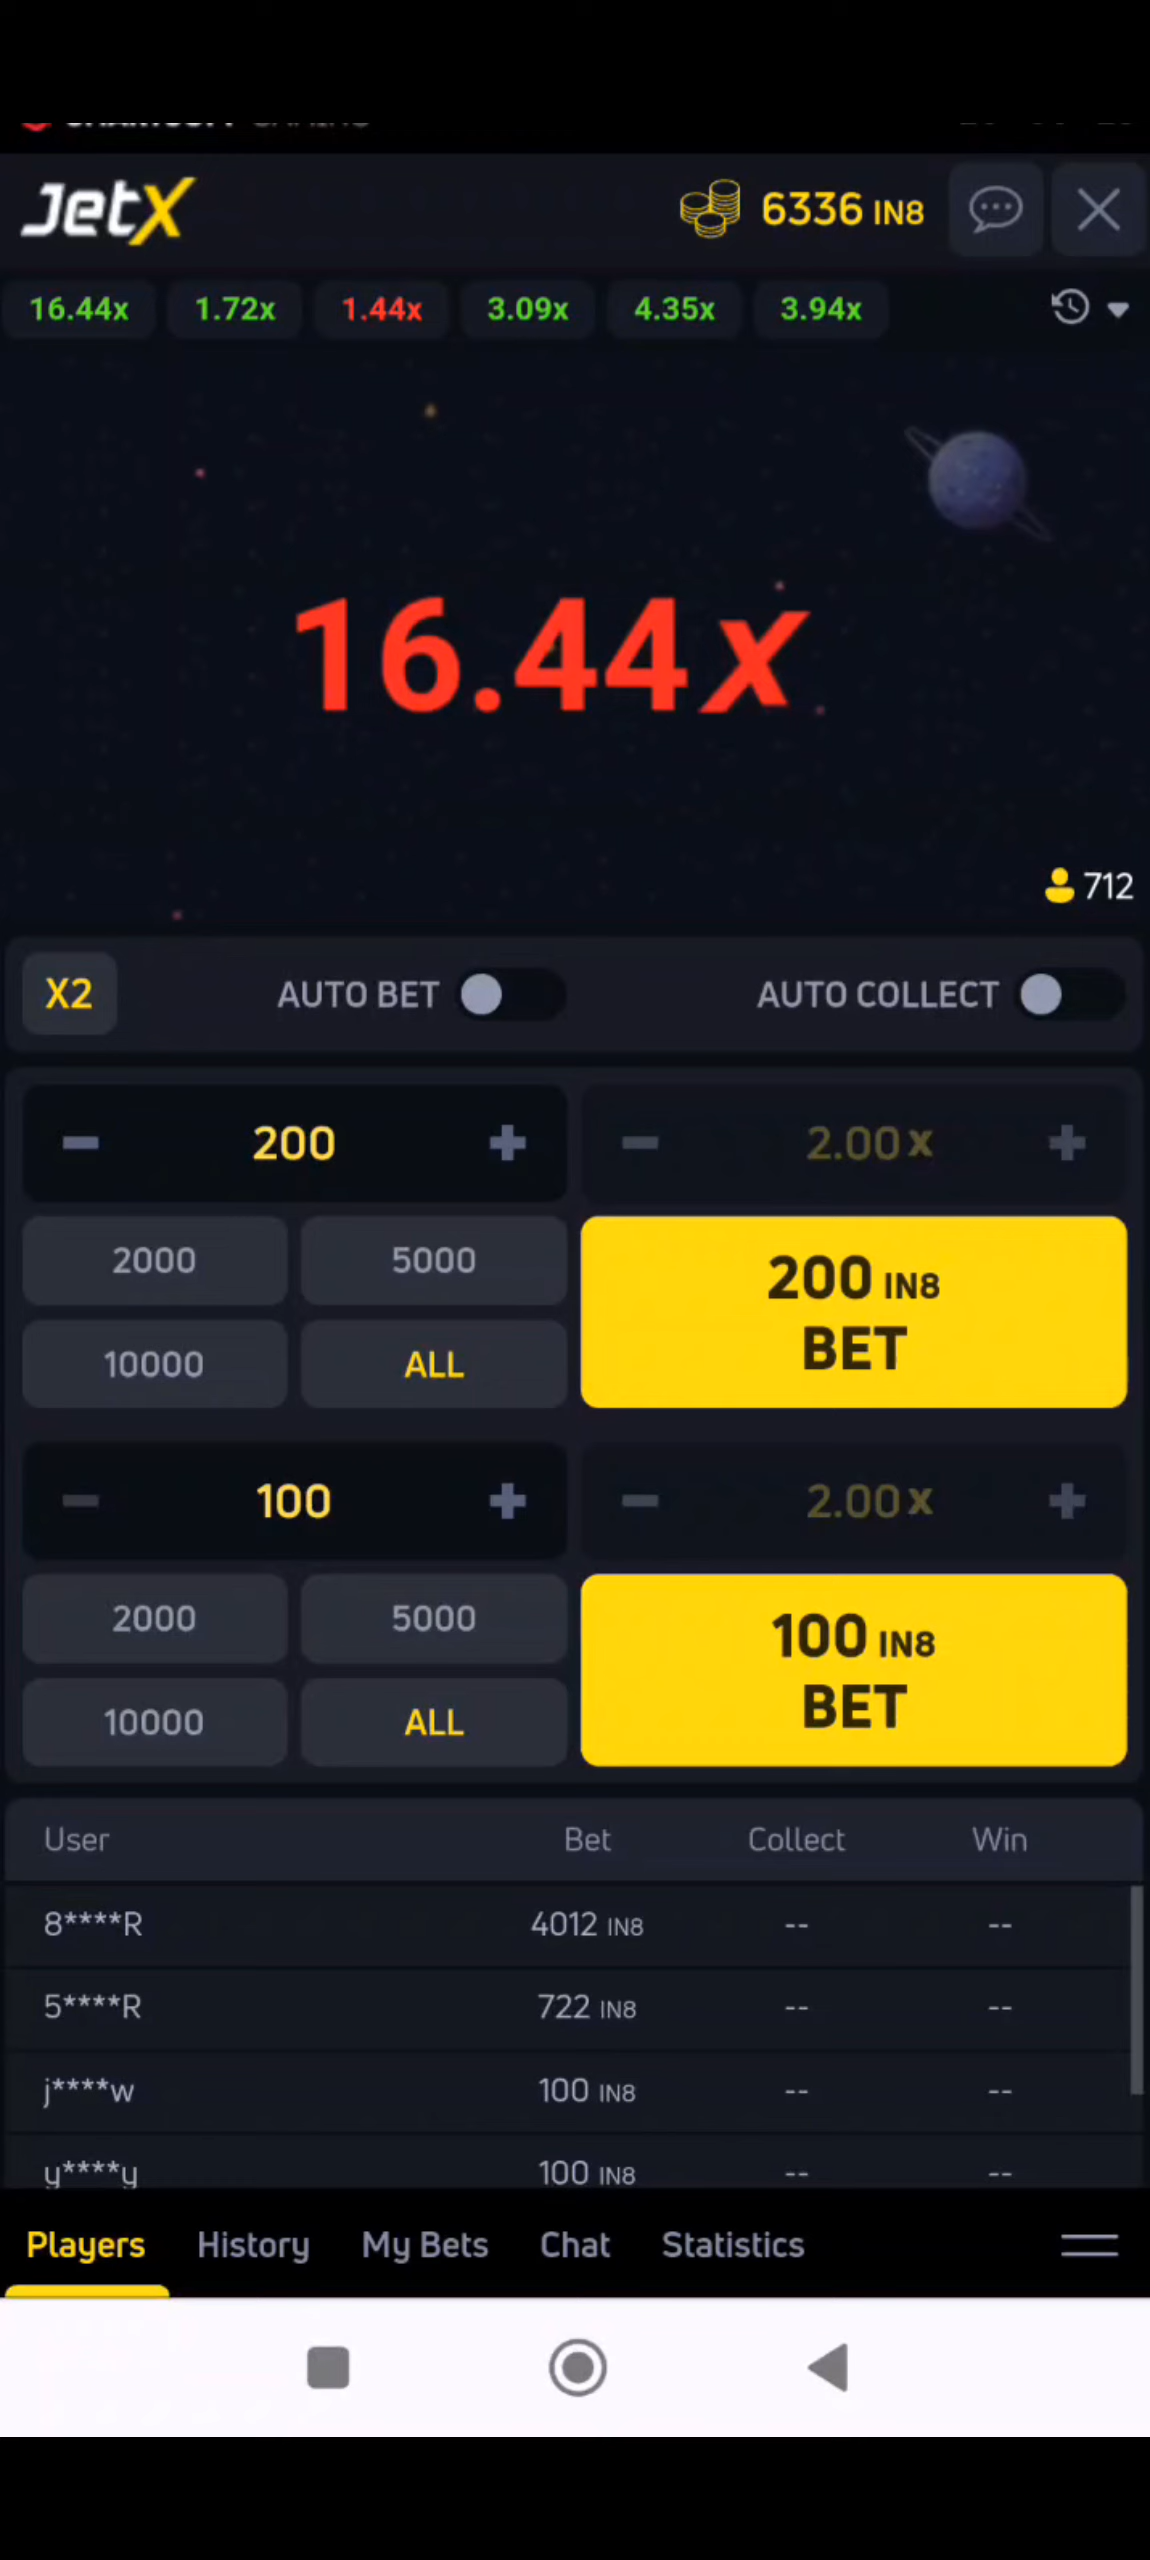 JetX
6336 IN8
16.44x 1.72x 1.44x 3.09x 4.35x 3.94x
16.44x
712
X2 AUTO BET AUTO COLLECT
200 2.00x
2000 5000
10000 ALL
200 IN8
BET
100 2.00x
2000 5000
10000 ALL
100 IN8
BET
User Bet Collect Win
8****R 4012 IN8 -- --
5****R 722 IN8 -- --
j****w 100 IN8 -- --
y****y 100 IN8 -- --
Players History My Bets Chat Statistics